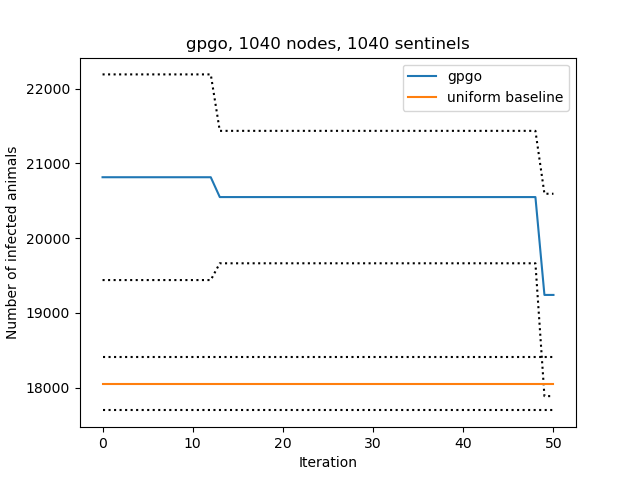 gpgo, 1040 nodes, 1040 sentinels
gpgo
uniform baseline
Number of infected animals
22000
21000
20000
19000
18000
0 10 20 30 40 50
Iteration